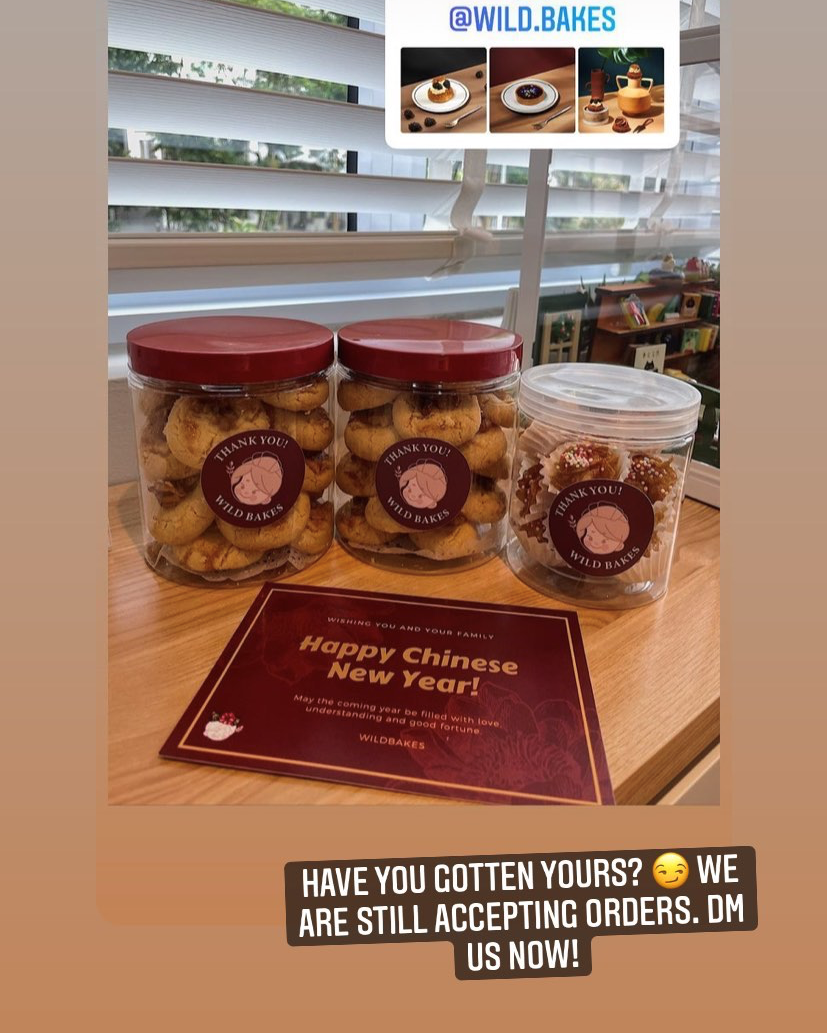 @WILD.BAKES
THANK YOU!
WILD BAKES
THANK YOU!
WILD BAKES
THANK YOU!
WILD BAKES
WISHING YOU AND YOUR FAMILY
Happy Chinese
New Year!
May the coming year be filled with love,
understanding and good fortune
WILDBAKES
HAVE YOU GOTTEN YOURS? 😏 WE
ARE STILL ACCEPTING ORDERS. DM
US NOW!